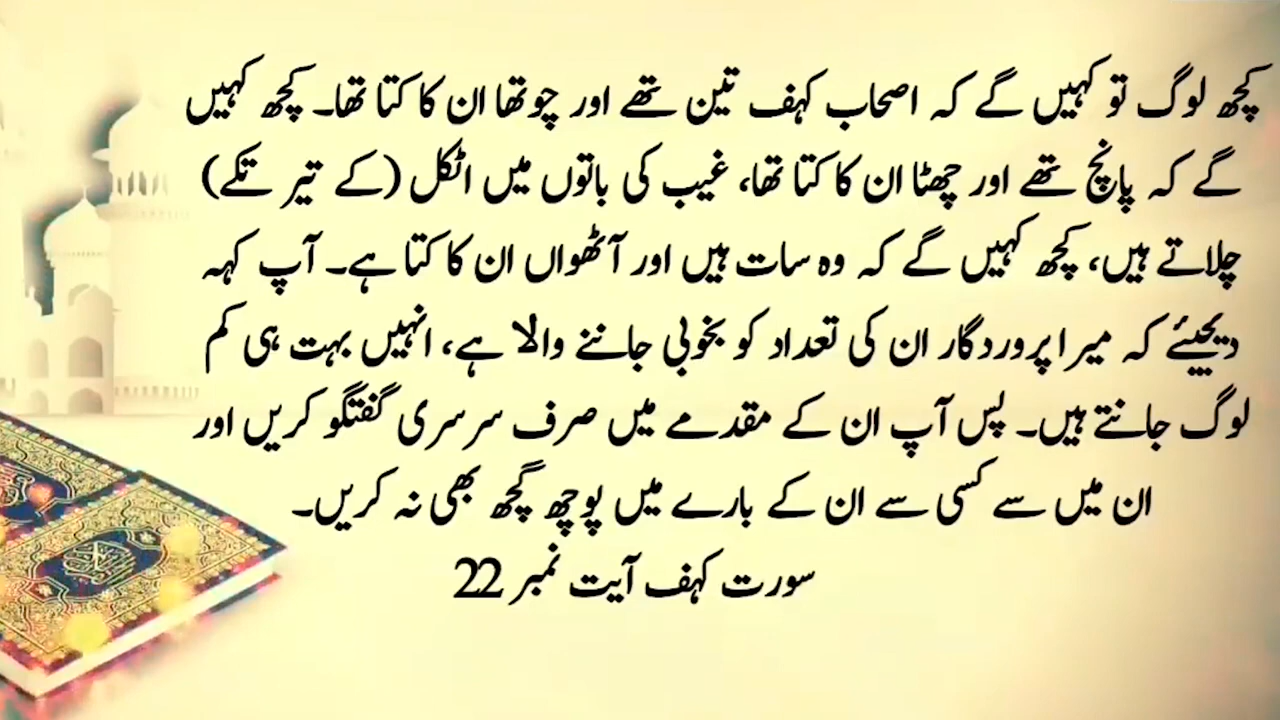 کچھ لوگ تو کہیں گے کہ اصحاب کہف تین تھے اور چوتھا ان کا کتا تھا۔ کچھ کہیں
گے کہ پانچ تھے اور چھٹا ان کا کتا تھا، غیب کی باتوں میں اٹکل (کے تیر تکے)
چلاتے ہیں، کچھ کہیں گے کہ وہ سات ہیں اور آٹھواں ان کا کتا ہے۔ آپ کہہ
دیجیئے کہ میرا پروردگار ان کی تعداد کو بخوبی جاننے والا ہے، انہیں بہت ہی کم
لوگ جانتے ہیں۔ پس آپ ان کے مقدمے میں صرف سرسری گفتگو کریں اور
ان میں سے کسی سے ان کے بارے میں پوچھ گچھ بھی نہ کریں۔
سورت کہف آیت نمبر 22